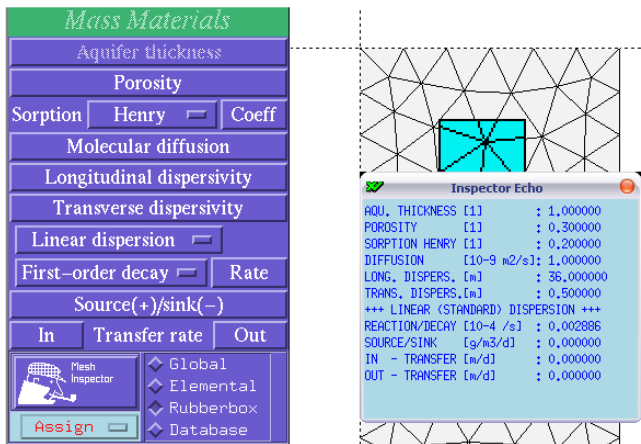 Mass Materials
Aquifer thickness
Porosity
Sorption Henry Coeff
Molecular diffusion
Longitudinal dispersivity
Transverse dispersivity
Linear dispersion
First-order decay Rate
Source(+)/sink(-)
In Transfer rate Out
Mesh
Inspector
Assign
Global
Elemental
Rubberbox
Database
Inspector Echo
AQU. THICKNESS [1] : 1.000000
POROSITY [1] : 0.300000
SORPTION HENRY [1] : 0.200000
DIFFUSION [10-9 m2/s]: 1.000000
LONG. DISPERS. [m] : 36.000000
TRANS. DISPERS.[m] : 0.500000
+++ LINEAR (STANDARD) DISPERSION +++
REACTION/DECAY [10-4 /s] : 0.002886
SOURCE/SINK [g/m3/d] : 0.000000
IN - TRANSFER [m/d] : 0.000000
OUT - TRANSFER [m/d] : 0.000000